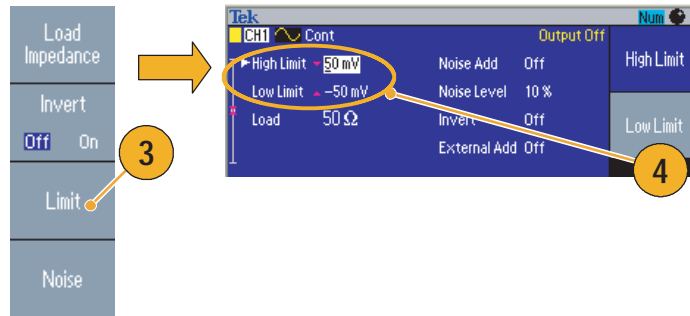 Load
Impedance
Invert
Off On
Limit
Noise
3
Tek
Num
CH1 Cont Output Off
High Limit 50 mV Noise Add Off
Low Limit −50 mV Noise Level 10 %
Load 50 Ω Invert Off
External Add Off
High Limit
Low Limit
4